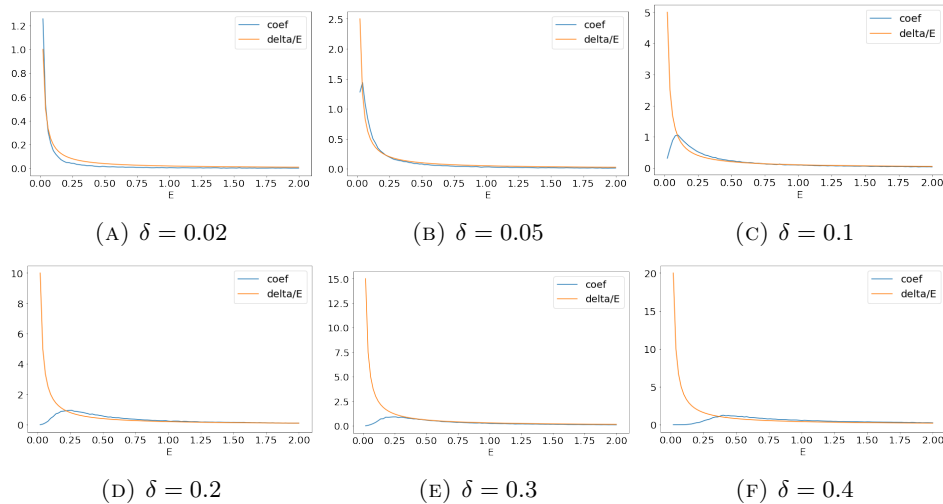 1.2
1.0
0.8
0.6
0.4
0.2
0.0
0.00 0.25 0.50 0.75 1.00 1.25 1.50 1.75 2.00
E
coef
delta/E
(A) δ = 0.02
2.5
2.0
1.5
1.0
0.5
0.0
0.00 0.25 0.50 0.75 1.00 1.25 1.50 1.75 2.00
E
coef
delta/E
(B) δ = 0.05
5
4
3
2
1
0
0.00 0.25 0.50 0.75 1.00 1.25 1.50 1.75 2.00
E
coef
delta/E
(C) δ = 0.1
10
8
6
4
2
0
0.00 0.25 0.50 0.75 1.00 1.25 1.50 1.75 2.00
E
coef
delta/E
(D) δ = 0.2
15.0
12.5
10.0
7.5
5.0
2.5
0.0
0.00 0.25 0.50 0.75 1.00 1.25 1.50 1.75 2.00
E
coef
delta/E
(E) δ = 0.3
20
15
10
5
0
0.00 0.25 0.50 0.75 1.00 1.25 1.50 1.75 2.00
E
coef
delta/E
(F) δ = 0.4